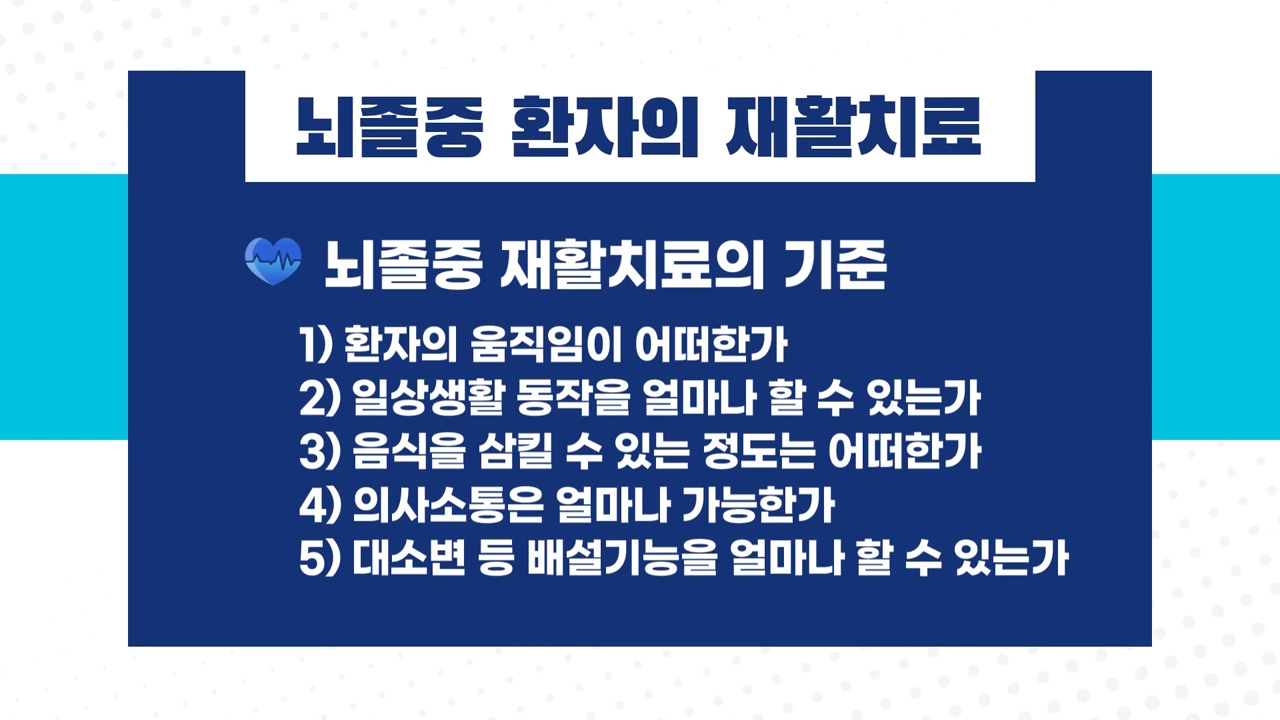 뇌졸중 환자의 재활치료
뇌졸중 재활치료의 기준
1) 환자의 움직임이 어떠한가
2) 일상생활 동작을 얼마나 할 수 있는가
3) 음식을 삼킬 수 있는 정도는 어떠한가
4) 의사소통은 얼마나 가능한가
5) 대소변 등 배설기능을 얼마나 할 수 있는가